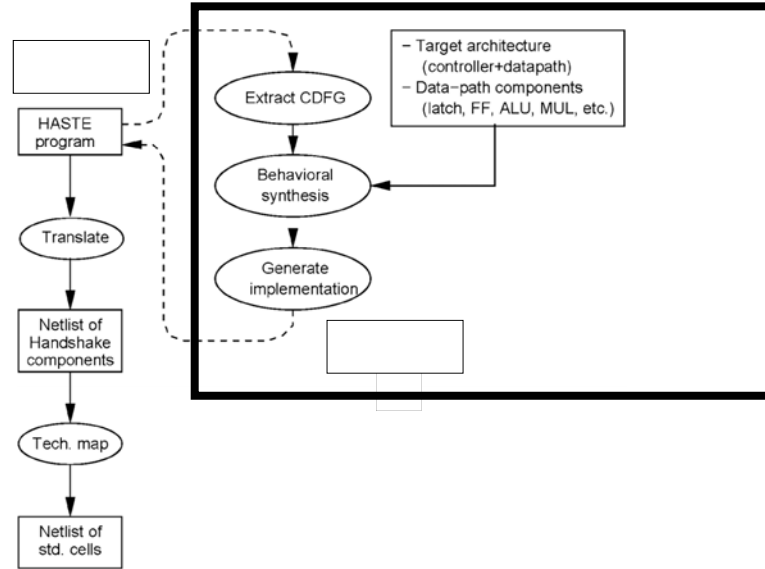 HASTE
program
Translate
Netlist of
Handshake
components
Tech. map
Netlist of
std. cells
Extract CDFG
Behavioral
synthesis
Generate
implementation
− Target architecture
(controller+datapath)
− Data−path components
(latch, FF, ALU, MUL, etc.)